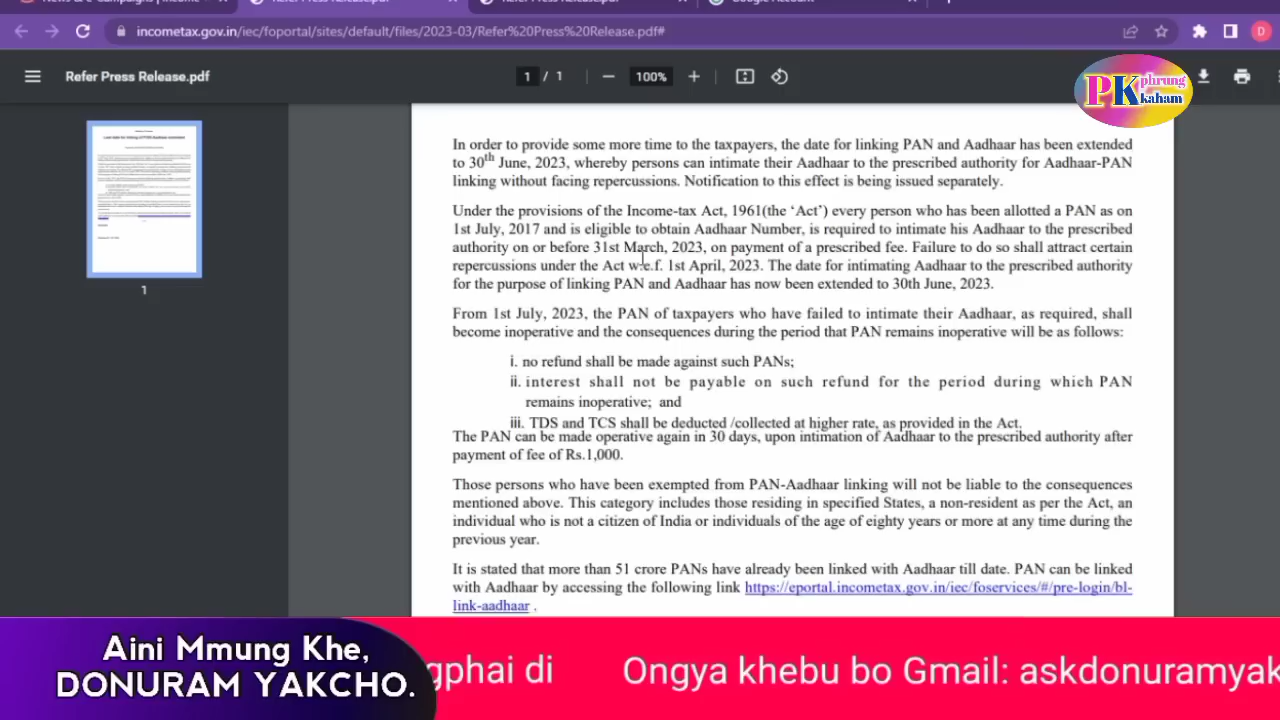 incometax.gov.in/iec/foportal/sites/default/files/2023-03/Refer%20Press%20Release.pdf#
D
Refer Press Release.pdf
1 / 1
100%
PK phrung kaham
1
In order to provide some more time to the taxpayers, the date for linking PAN and Aadhaar has been extended
to 30th June, 2023, whereby persons can intimate their Aadhaar to the prescribed authority for Aadhaar-PAN
linking without facing repercussions. Notification to this effect is being issued separately.
Under the provisions of the Income-tax Act, 1961(the ‘Act’) every person who has been allotted a PAN as on
1st July, 2017 and is eligible to obtain Aadhaar Number, is required to intimate his Aadhaar to the prescribed
authority on or before 31st March, 2023, on payment of a prescribed fee. Failure to do so shall attract certain
repercussions under the Act w.e.f. 1st April, 2023. The date for intimating Aadhaar to the prescribed authority
for the purpose of linking PAN and Aadhaar has now been extended to 30th June, 2023.
From 1st July, 2023, the PAN of taxpayers who have failed to intimate their Aadhaar, as required, shall
become inoperative and the consequences during the period that PAN remains inoperative will be as follows:
i. no refund shall be made against such PANs;
ii. interest shall not be payable on such refund for the period during which PAN
remains inoperative; and
iii. TDS and TCS shall be deducted /collected at higher rate, as provided in the Act.
The PAN can be made operative again in 30 days, upon intimation of Aadhaar to the prescribed authority after
payment of fee of Rs.1,000.
Those persons who have been exempted from PAN-Aadhaar linking will not be liable to the consequences
mentioned above. This category includes those residing in specified States, a non-resident as per the Act, an
individual who is not a citizen of India or individuals of the age of eighty years or more at any time during the
previous year.
It is stated that more than 51 crore PANs have already been linked with Aadhaar till date. PAN can be linked
with Aadhaar by accessing the following link https://eportal.incometax.gov.in/iec/foservices/#/pre-login/bl-
link-aadhaar .
Aini Mmung Khe,
DONURAM YAKCHO.
gphai di Ongya khebu bo Gmail: askdonuramyak